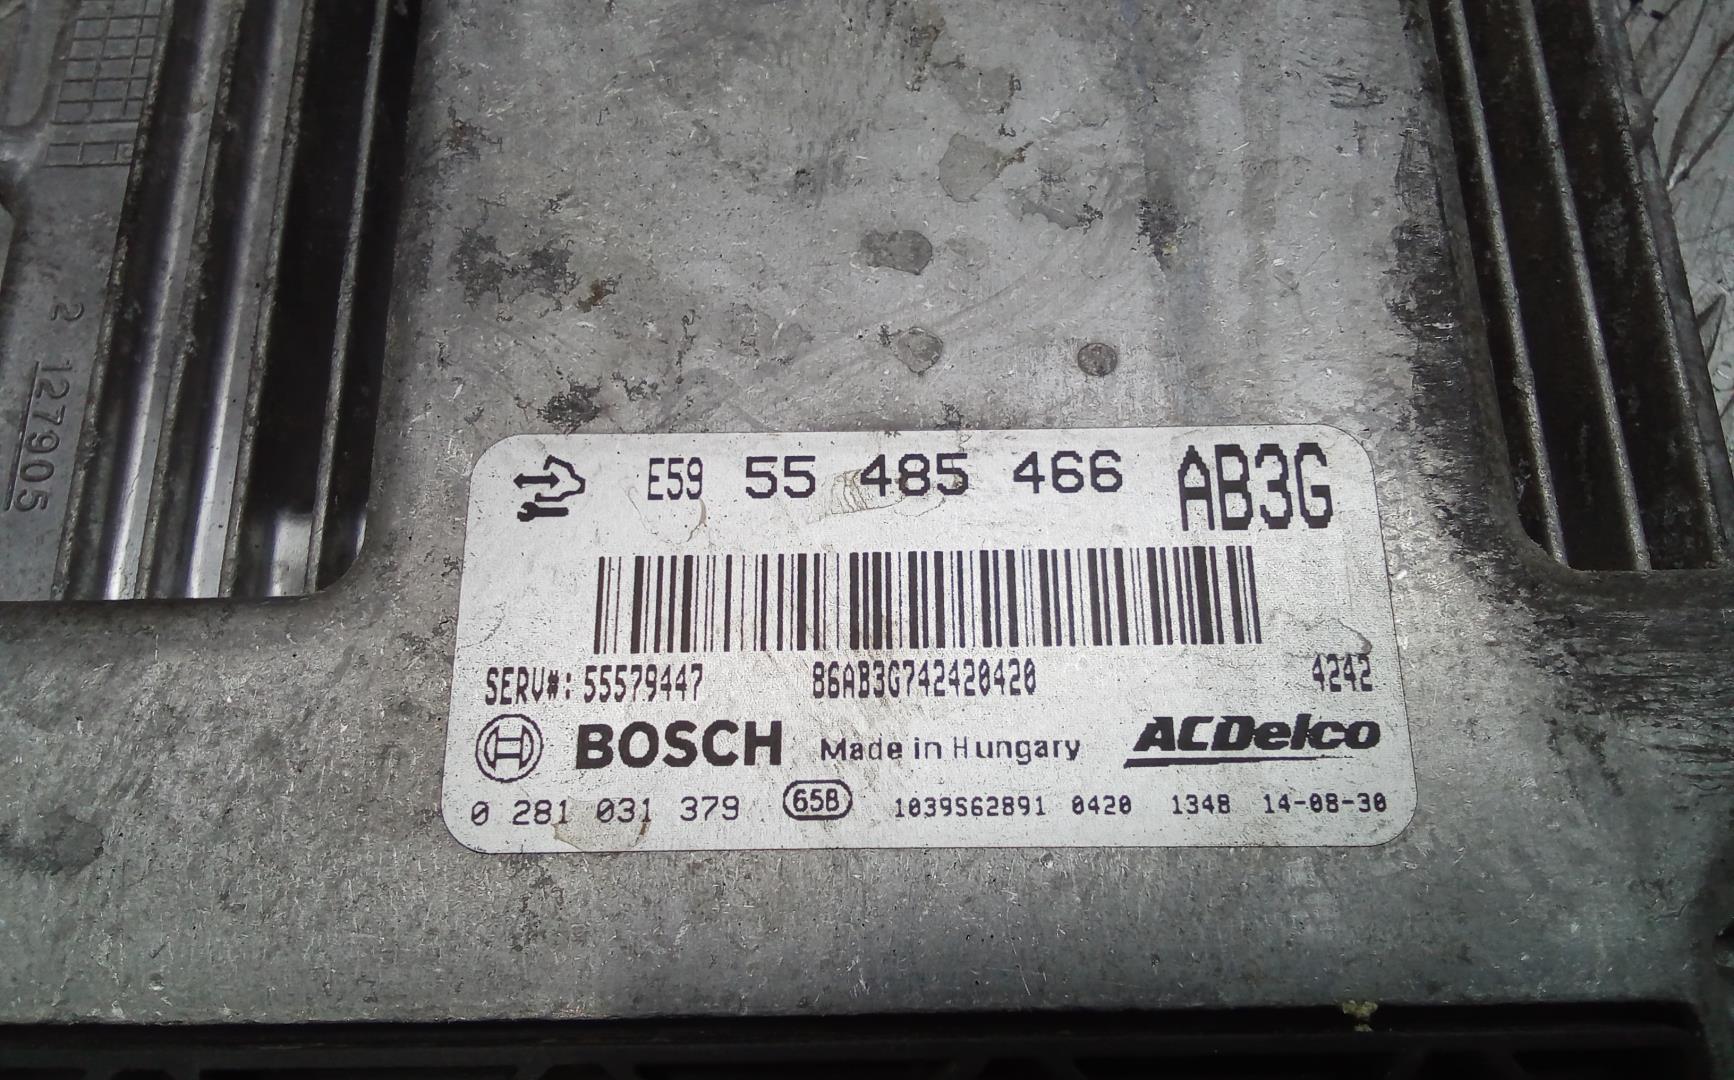 2 127905
E59 55 485 466 AB3G
SERV#: 55579447 86AB3G742420420 4242
BOSCH Made in Hungary ACDelco
0 281 031 379 65B 1039S62891 0420 1348 14-08-30